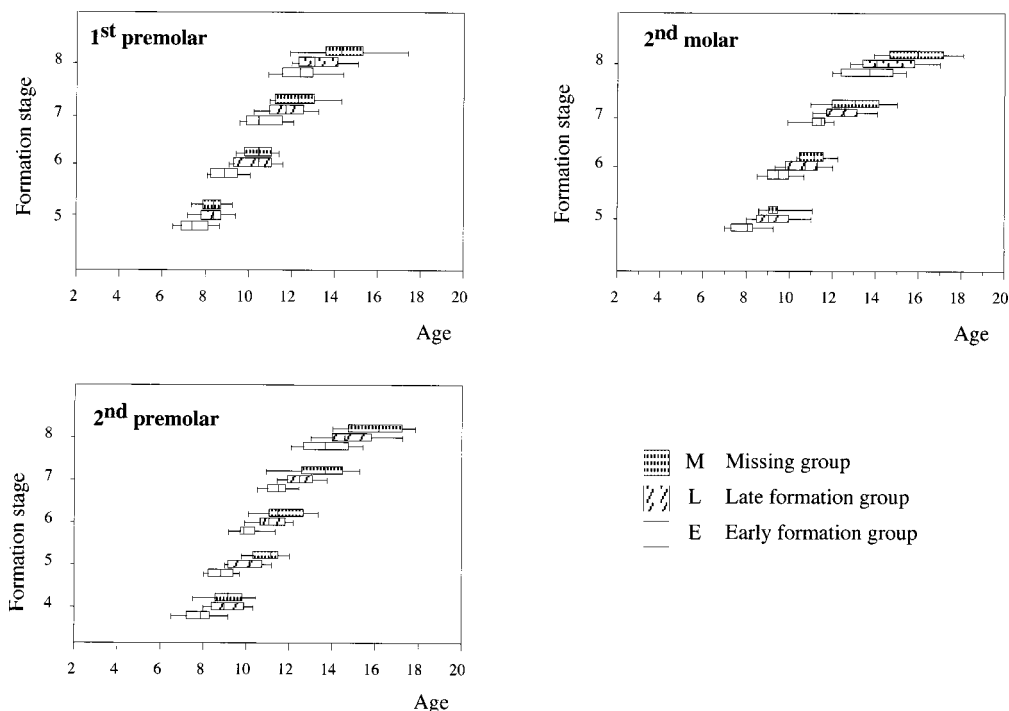 1st premolar
Formation stage
8
7
6
5
2 4 6 8 10 12 14 16 18 20
Age
2nd molar
Formation stage
8
7
6
5
2 4 6 8 10 12 14 16 18 20
Age
2nd premolar
Formation stage
8
7
6
5
4
2 4 6 8 10 12 14 16 18 20
Age
M Missing group
L Late formation group
E Early formation group